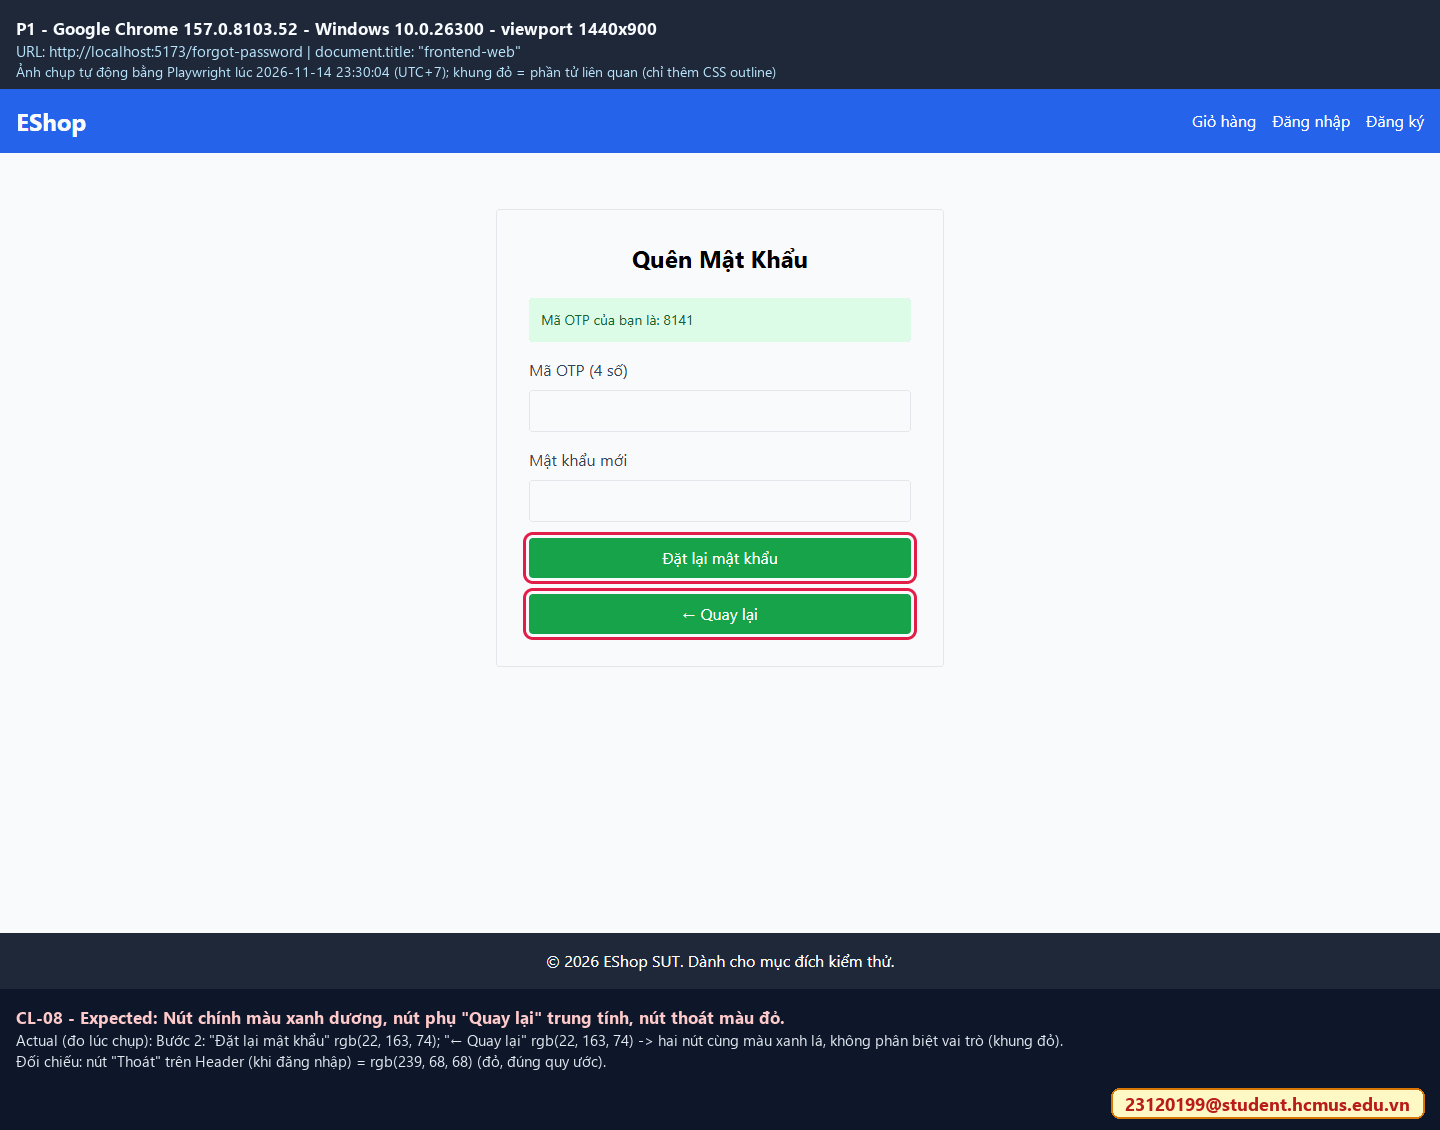 P1 - Google Chrome 157.0.8103.52 - Windows 10.0.26300 - viewport 1440x900
URL: http://localhost:5173/forgot-password | document.title: "frontend-web"
Ảnh chụp tự động bằng Playwright lúc 2026-11-14 23:30:04 (UTC+7); khung đỏ = phần tử liên quan (chỉ thêm CSS outline)
EShop
Giỏ hàng Đăng nhập Đăng ký
Quên Mật Khẩu
Mã OTP của bạn là: 8141
Mã OTP (4 số)
Mật khẩu mới
Đặt lại mật khẩu
← Quay lại
© 2026 EShop SUT. Dành cho mục đích kiểm thử.
CL-08 - Expected: Nút chính màu xanh dương, nút phụ "Quay lại" trung tính, nút thoát màu đỏ.
Actual (đo lúc chụp): Bước 2: "Đặt lại mật khẩu" rgb(22, 163, 74); "← Quay lại" rgb(22, 163, 74) -> hai nút cùng màu xanh lá, không phân biệt vai trò (khung đỏ).
Đối chiếu: nút "Thoát" trên Header (khi đăng nhập) = rgb(239, 68, 68) (đỏ, đúng quy ước).
23120199@student.hcmus.edu.vn